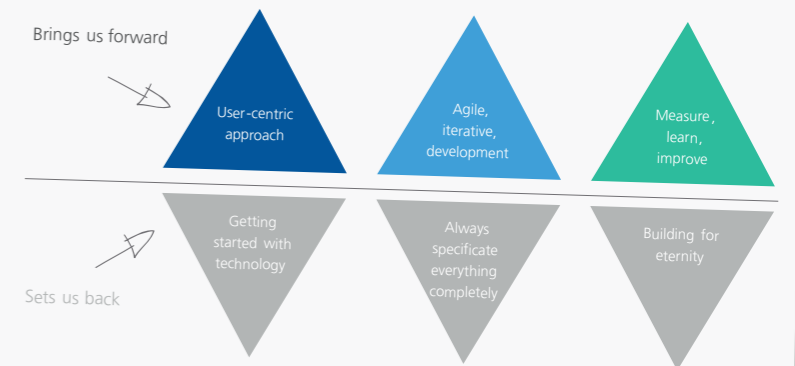 Brings us forward
User-centric
approach
Agile,
iterative,
development
Measure,
learn,
improve
Getting
started with
technology
Always
specificate
everything
completely
Building for
eternity
Sets us back